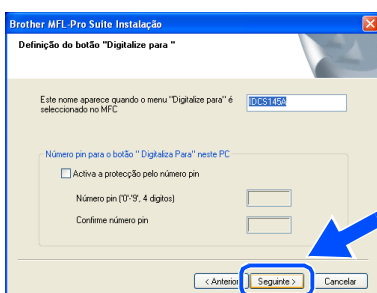 Brother MFL-Pro Suite Instalação
Definição do botão "Digitalize para "
Este nome aparece quando o menu "Digitalize para" é
seleccionado no MFC
IDCS145A
Número pin para o botão " Digitaliza Para" neste PC
Activa a protecção pelo número pin
Número pin ('0'-'9', 4 dígitos)
Confirme número pin
< Anterior Seguinte > Cancelar